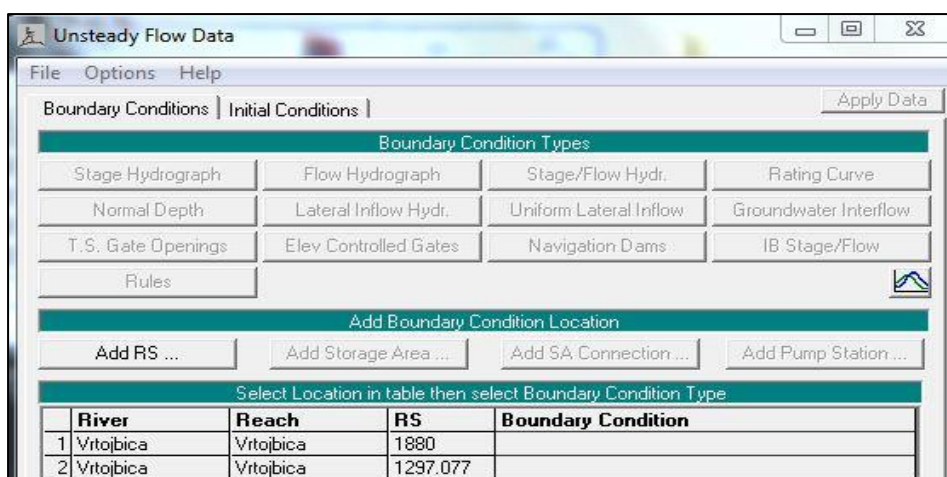 Unsteady Flow Data
File Options Help
Boundary Conditions Initial Conditions Apply Data
Boundary Condition Types
Stage Hydrograph Flow Hydrograph Stage/Flow Hydr. Rating Curve
Normal Depth Lateral Inflow Hydr. Uniform Lateral Inflow Groundwater Interflow
T.S. Gate Openings Elev Controlled Gates Navigation Dams IB Stage/Flow
Rules
Add Boundary Condition Location
Add RS ... Add Storage Area ... Add SA Connection ... Add Pump Station ...
Select Location in table then select Boundary Condition Type
River Reach RS Boundary Condition
1 Vrtojbica Vrtojbica 1880
2 Vrtojbica Vrtojbica 1297.077